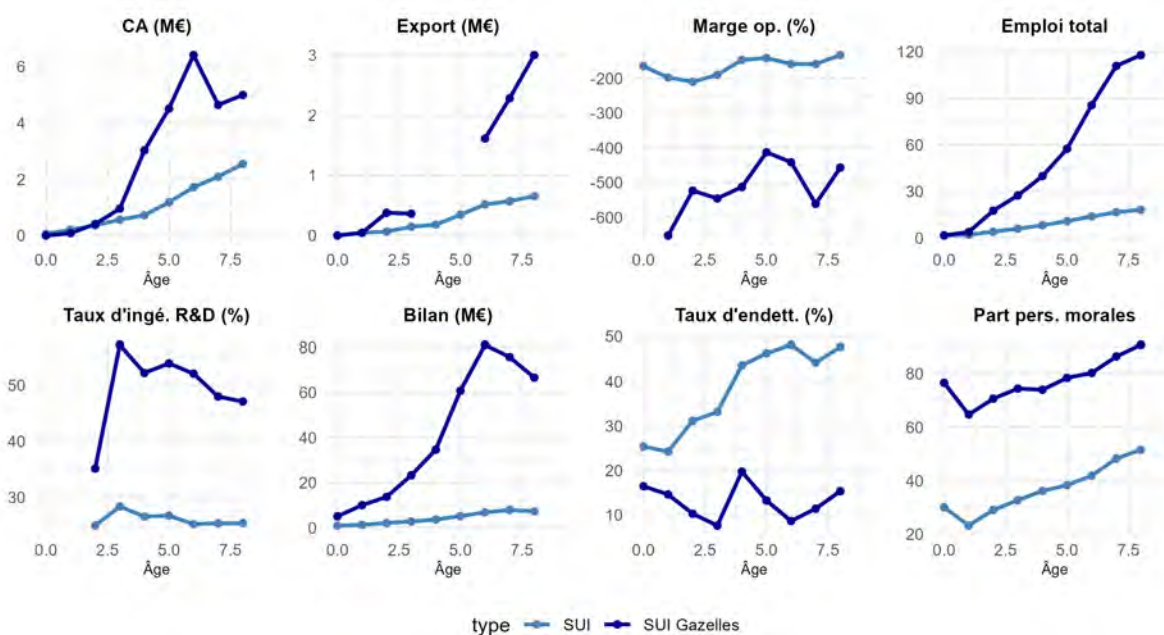 CA (M€)
Export (M€)
Marge op. (%)
Emploi total
6
4
2
0
3
2
1
0
-200
-300
-400
-500
-600
120
90
60
30
0
0.0 2.5 5.0 7.5
0.0 2.5 5.0 7.5
0.0 2.5 5.0 7.5
0.0 2.5 5.0 7,5
Âge
Âge
Âge
Âge
Taux d'ingé. R&D (%)
Bilan (M€)
Taux d'endett. (%)
Part pers. morales
50
40
30
80
60
40
20
0
50
40
30
20
10
80
60
40
20
0.0 2.5 5.0 7.5
0.0 2.5 5.0 7.5
0.0 2.5 5.0 7.5
0.0 2.5 5.0 7.5
Âge
Âge
Âge
Âge
type SUI SUI Gazelles